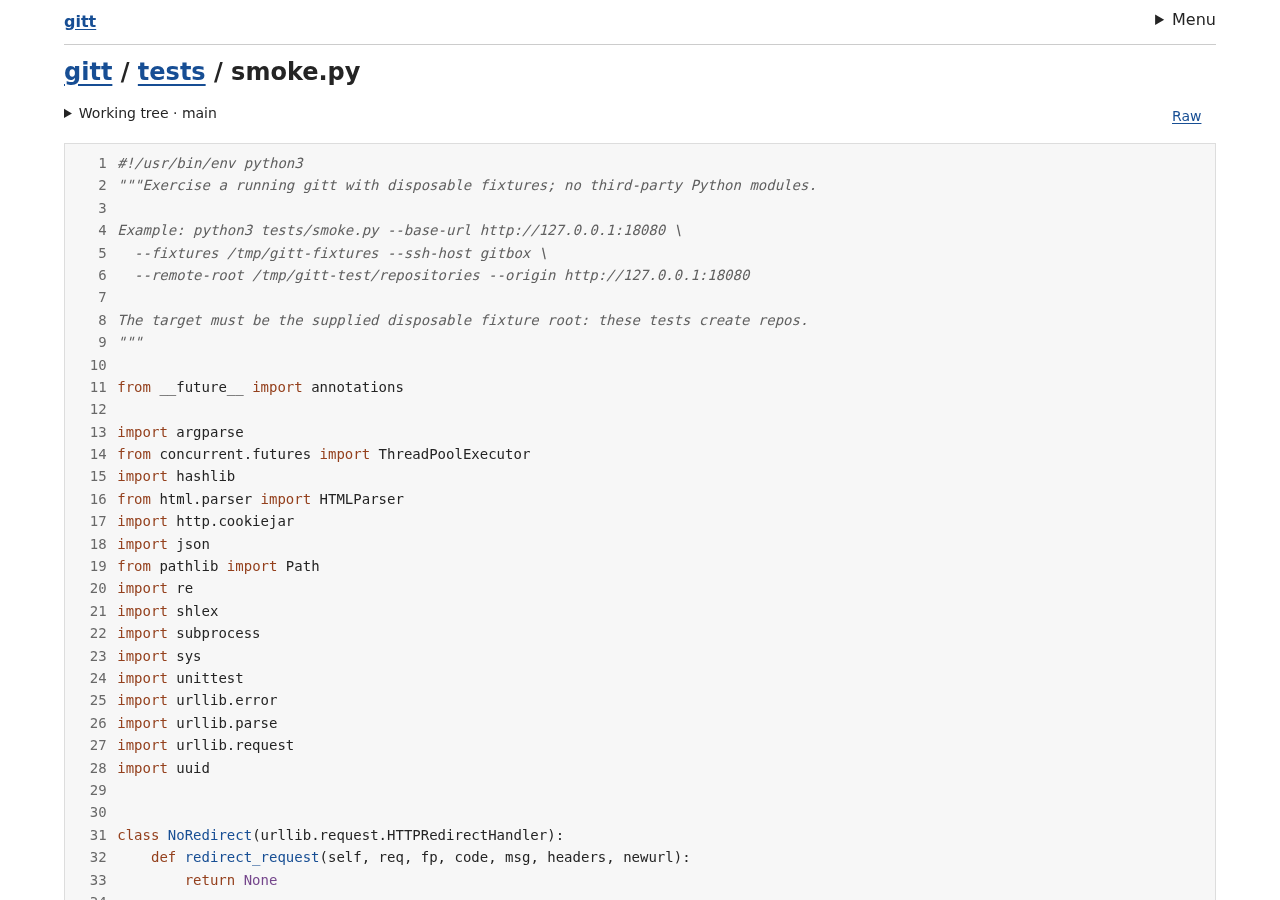 gitt
Menu
gitt / tests / smoke.py
Working tree · main
Raw
1 #!/usr/bin/env python3
2 """Exercise a running gitt with disposable fixtures; no third-party Python modules.
3
4 Example: python3 tests/smoke.py --base-url http://127.0.0.1:18080 \
5   --fixtures /tmp/gitt-fixtures --ssh-host gitbox \
6   --remote-root /tmp/gitt-test/repositories --origin http://127.0.0.1:18080
7
8 The target must be the supplied disposable fixture root: these tests create repos.
9 """
10
11 from __future__ import annotations
12
13 import argparse
14 from concurrent.futures import ThreadPoolExecutor
15 import hashlib
16 from html.parser import HTMLParser
17 import http.cookiejar
18 import json
19 from pathlib import Path
20 import re
21 import shlex
22 import subprocess
23 import sys
24 import unittest
25 import urllib.error
26 import urllib.parse
27 import urllib.request
28 import uuid
29
30
31 class NoRedirect(urllib.request.HTTPRedirectHandler):
32     def redirect_request(self, req, fp, code, msg, headers, newurl):
33         return None
34